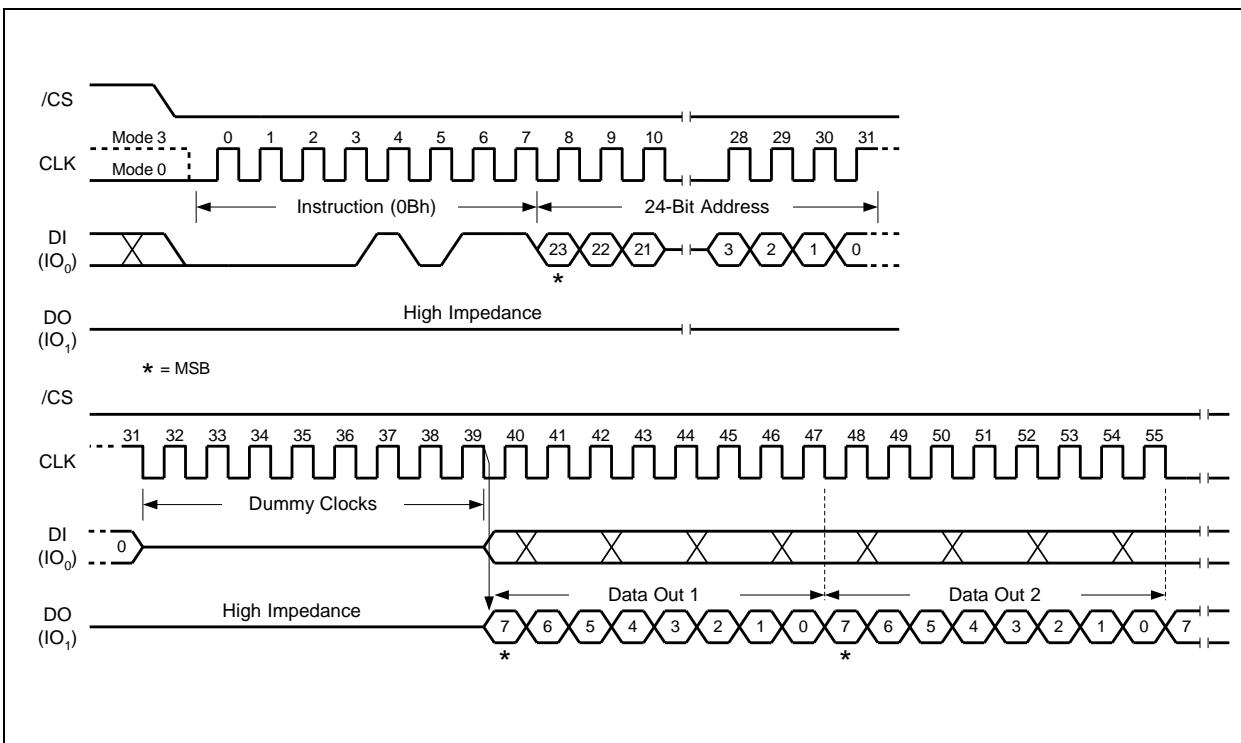 /CS
Mode 3 0 1 2 3 4 5 6 7 8 9 10 28 29 30 31
CLK
Mode 0
Instruction (0Bh) 24-Bit Address
DI
(IO0) 23 22 21 3 2 1 0
*
DO High Impedance
(IO1)
* = MSB
/CS
31 32 33 34 35 36 37 38 39 40 41 42 43 44 45 46 47 48 49 50 51 52 53 54 55
CLK
Dummy Clocks
DI
(IO0) 0
Data Out 1 Data Out 2
DO High Impedance
(IO1) 7 6 5 4 3 2 1 0 7 6 5 4 3 2 1 0 7
* *